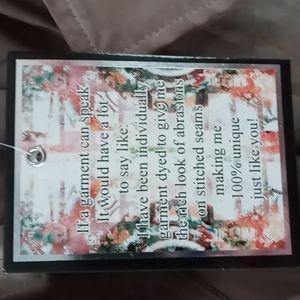 If a garment can speak
It would have a lot
to say like:
I have been individually
garment dyed to give me
the rich look of abrasions
on stitched seams
making me
100% unique
just like you!